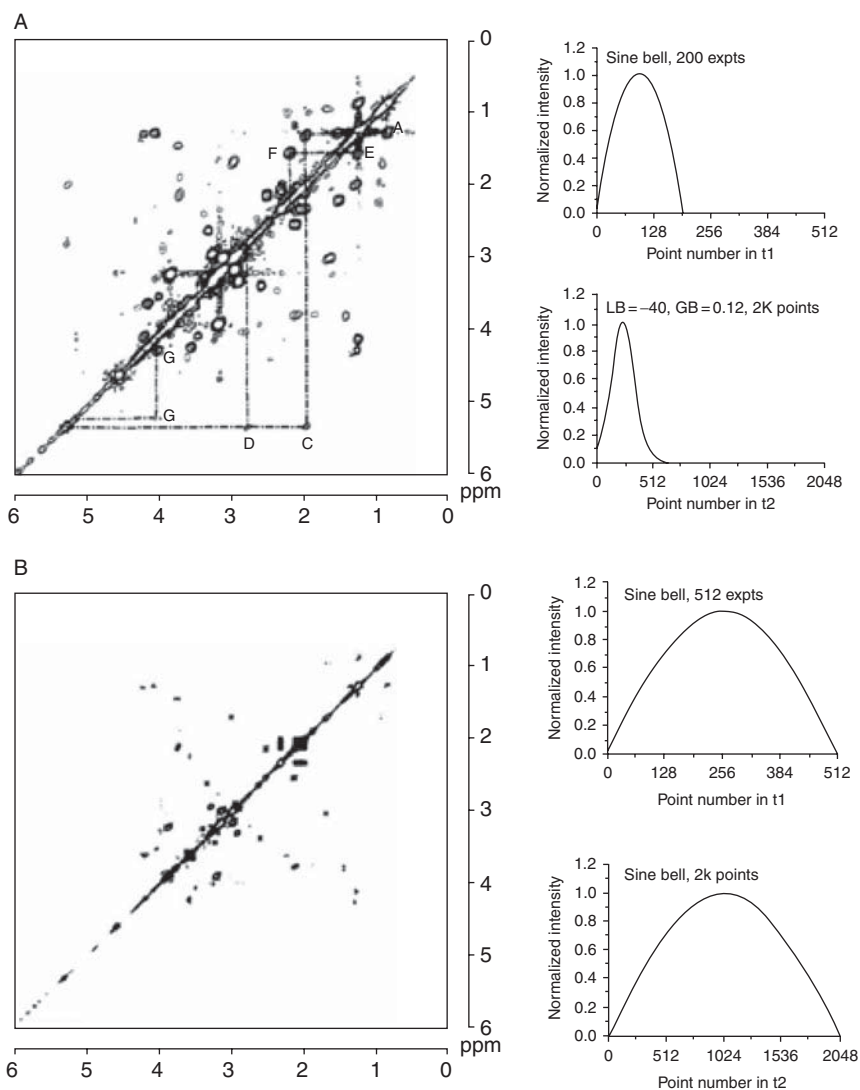 A
0
1
2
3
4
5
6
ppm
A
F
E
G
G
D
C
6 5 4 3 2 1 0
1.2
1.0
0.8
0.6
0.4
0.2
0.0
Normalized intensity
Sine bell, 200 expts
0 128 256 384 512
Point number in t1
1.2
1.0
0.8
0.6
0.4
0.2
0.0
Normalized intensity
LB=−40, GB=0.12, 2K points
0 512 1024 1536 2048
Point number in t2
B
0
1
2
3
4
5
6
ppm
6 5 4 3 2 1 0
1.2
1.0
0.8
0.6
0.4
0.2
0.0
Normalized intensity
Sine bell, 512 expts
0 128 256 384 512
Point number in t1
1.2
1.0
0.8
0.6
0.4
0.2
0.0
Normalized intensity
Sine bell, 2k points
0 512 1024 1536 2048
Point number in t2